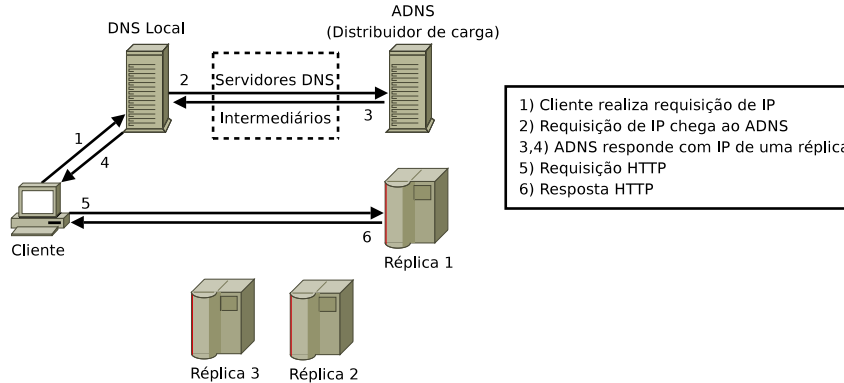 ADNS
(Distribuidor de carga)
DNS Local
2
Servidores DNS
Intermediários
3
1
4
1) Cliente realiza requisição de IP
2) Requisição de IP chega ao ADNS
3,4) ADNS responde com IP de uma réplica
5) Requisição HTTP
6) Resposta HTTP
5
6
Cliente
Réplica 1
Réplica 3
Réplica 2